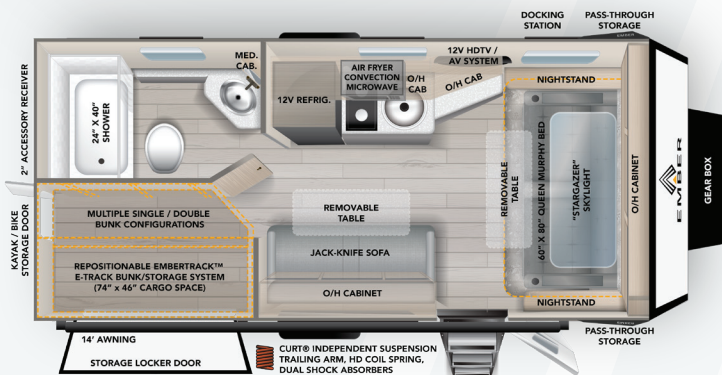 DOCKING
STATION
PASS-THROUGH
STORAGE
MED.
CAB.
12V HDTV /
AV SYSTEM
AIR FRYER
CONVECTION
MICROWAVE
O/H
CAB
O/H CAB
NIGHTSTAND
12V REFRIG.
2" ACCESSORY RECEIVER
24" X 40"
SHOWER
REMOVABLE
TABLE
60" X 80" QUEEN MURPHY BED
"STARGAZER"
SKYLIGHT
O/H CABINET
EMBER
GEAR BOX
KAYAK / BIKE
STORAGE DOOR
MULTIPLE SINGLE / DOUBLE
BUNK CONFIGURATIONS
REMOVABLE
TABLE
JACK-KNIFE SOFA
REPOSITIONABLE EMBERTRACK™
E-TRACK BUNK/STORAGE SYSTEM
(74" x 46" CARGO SPACE)
O/H CABINET
NIGHTSTAND
PASS-THROUGH
STORAGE
14' AWNING
STORAGE LOCKER DOOR
CURT® INDEPENDENT SUSPENSION
TRAILING ARM, HD COIL SPRING,
DUAL SHOCK ABSORBERS